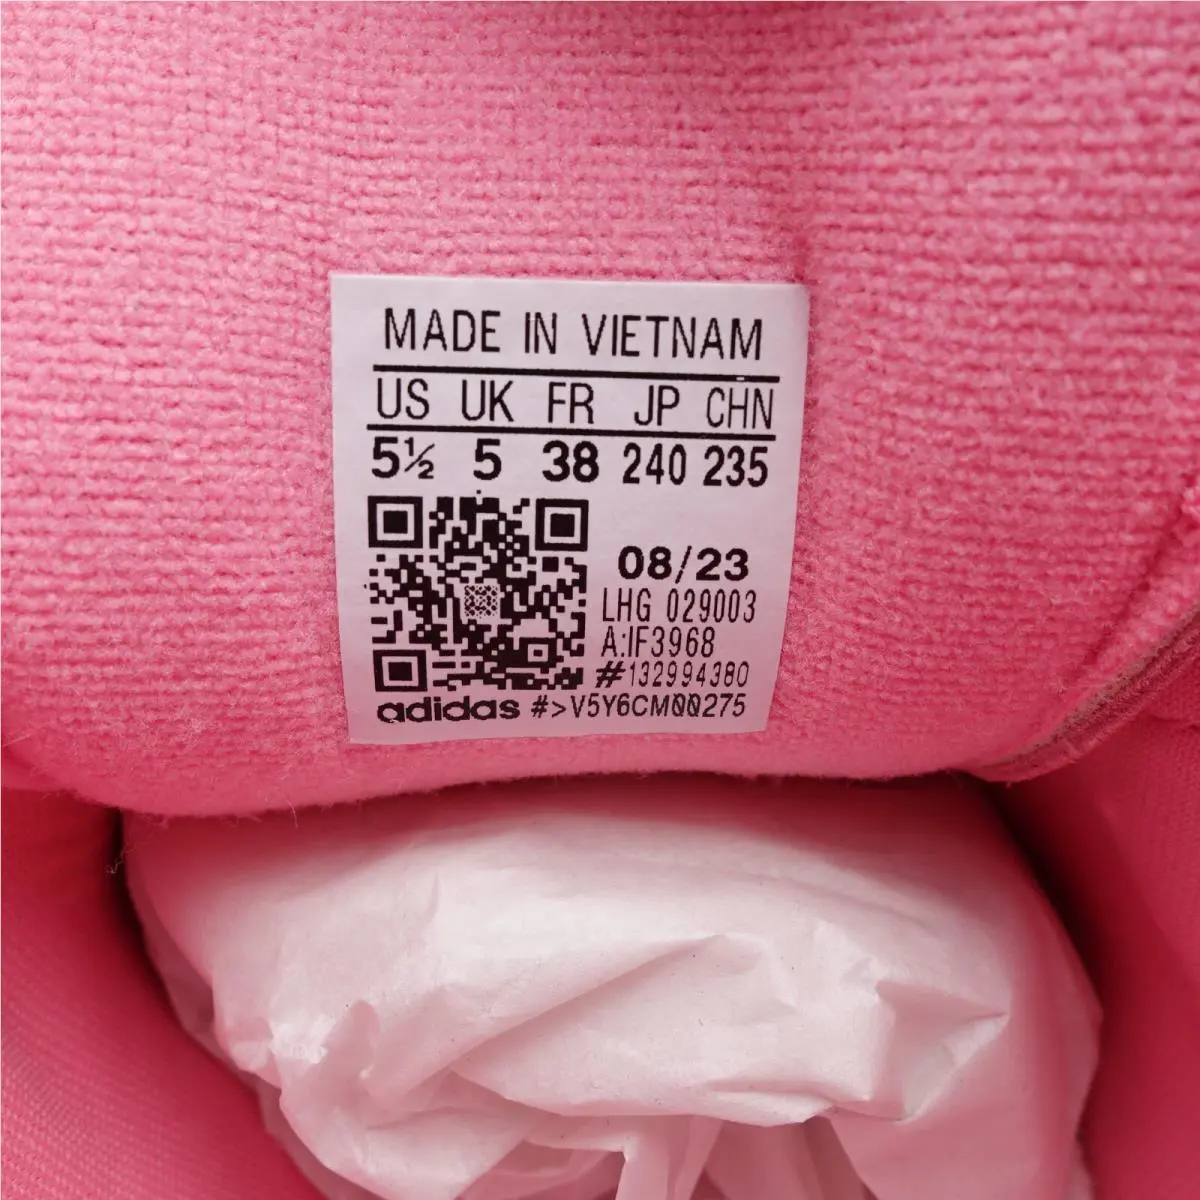 MADE IN VIETNAM
US UK FR JP CHN
5½ 5 38 240 235
08/23
LHG 029003
A:IF3968
#132994380
adidas #>V5Y6CM00275